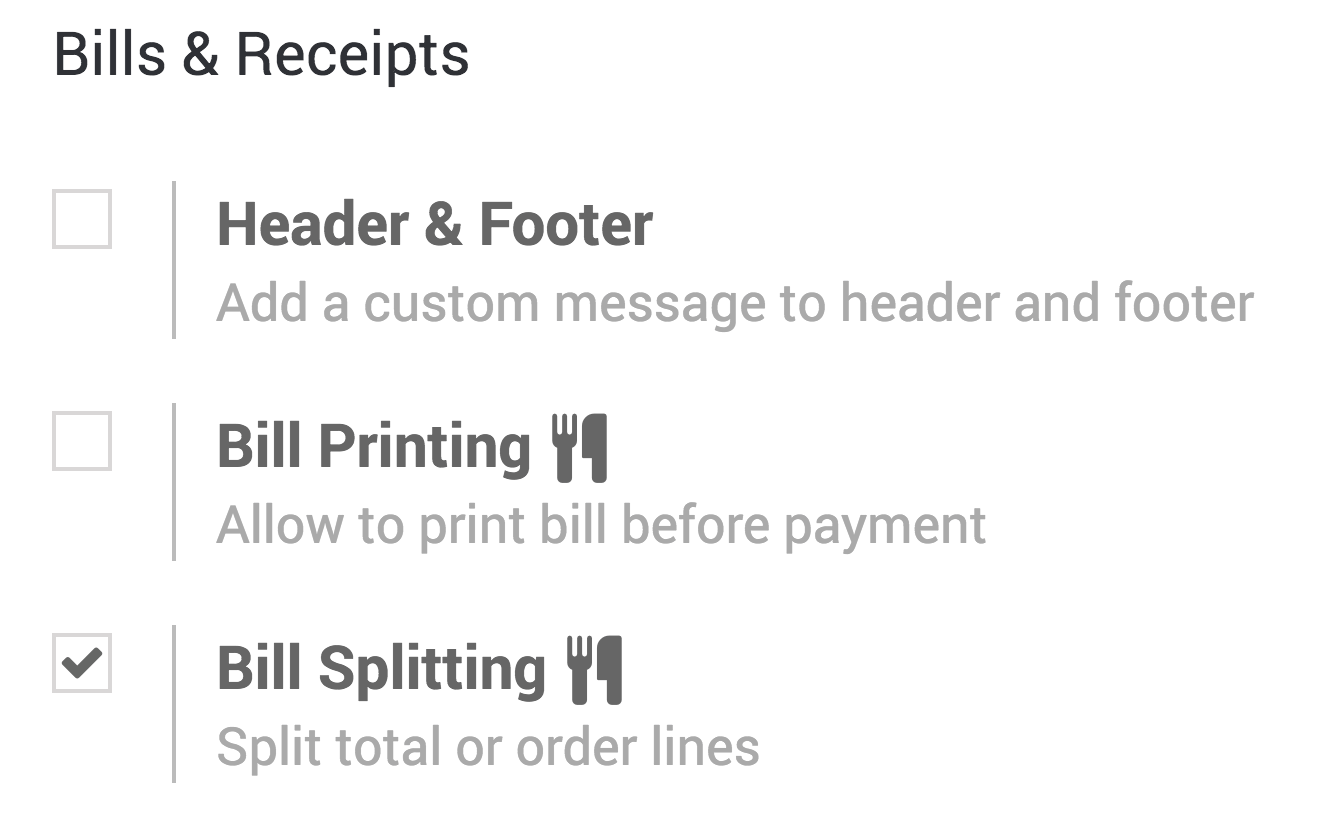 Bills & Receipts
Header & Footer
Add a custom message to header and footer
Bill Printing
Allow to print bill before payment
Bill Splitting
Split total or order lines